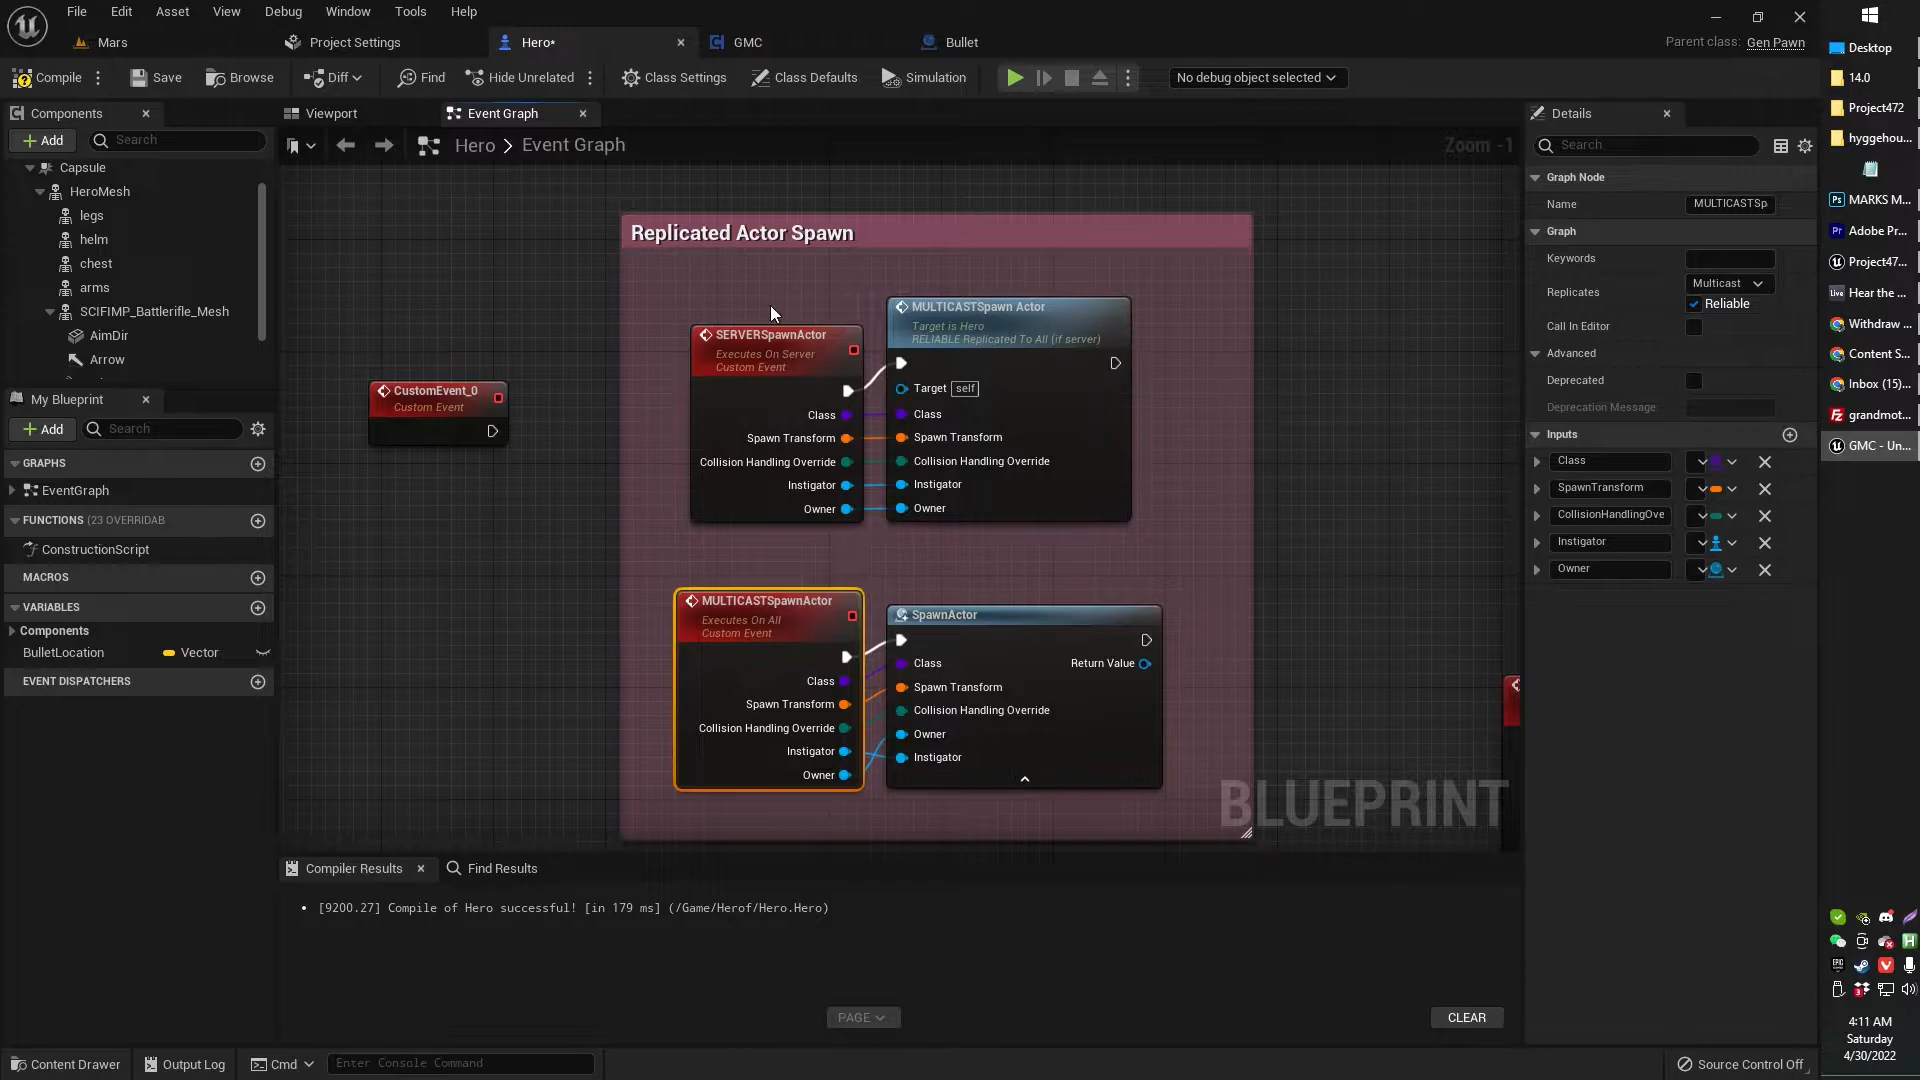 File Edit Asset View Debug Window Tools Help
Mars
Project Settings
Hero*
GMC
Bullet
Parent class: Gen Pawn
Compile
Save
Browse
Diff
Find
Hide Unrelated
Class Settings
Class Defaults
Simulation
No debug object selected
Components
Add
Search
Capsule
HeroMesh
legs
helm
chest
arms
SCIFIMP_Battlerifle_Mesh
AimDir
Arrow
My Blueprint
Add
Search
GRAPHS
EventGraph
FUNCTIONS (23 OVERRIDAB
ConstructionScript
MACROS
VARIABLES
Components
BulletLocation
Vector
EVENT DISPATCHERS
Viewport
Event Graph
Hero > Event Graph
Zoom -1
Replicated Actor Spawn
CustomEvent_0
Custom Event
SERVERSpawnActor
Executes On Server
Custom Event
Class
Spawn Transform
Collision Handling Override
Instigator
Owner
MULTICASTSpawn Actor
Target is Hero
RELIABLE Replicated To All (if server)
Target self
Class
Spawn Transform
Collision Handling Override
Instigator
Owner
MULTICASTSpawnActor
Executes On All
Custom Event
Class
Spawn Transform
Collision Handling Override
Instigator
Owner
SpawnActor
Class
Return Value
Spawn Transform
Collision Handling Override
Owner
Instigator
BLUEPRINT
Compiler Results
Find Results
• [9200.27] Compile of Hero successful! [in 179 ms] (/Game/Herof/Hero.Hero)
PAGE
CLEAR
Details
Search
Graph Node
Name
MULTICASTSp
Graph
Keywords
Replicates
Multicast
Reliable
Call In Editor
Advanced
Deprecated
Deprecation Message
Inputs
Class
SpawnTransform
CollisionHandlingOve
Instigator
Owner
Content Drawer
Output Log
Cmd
Enter Console Command
Source Control Off
Desktop
14.0
Project472
hyggehou...
MARKS M...
Adobe Pr...
Project47...
Hear the ...
Withdraw ...
Content S...
Inbox (15)...
grandmot...
GMC - Un...
4:11 AM
Saturday
4/30/2022